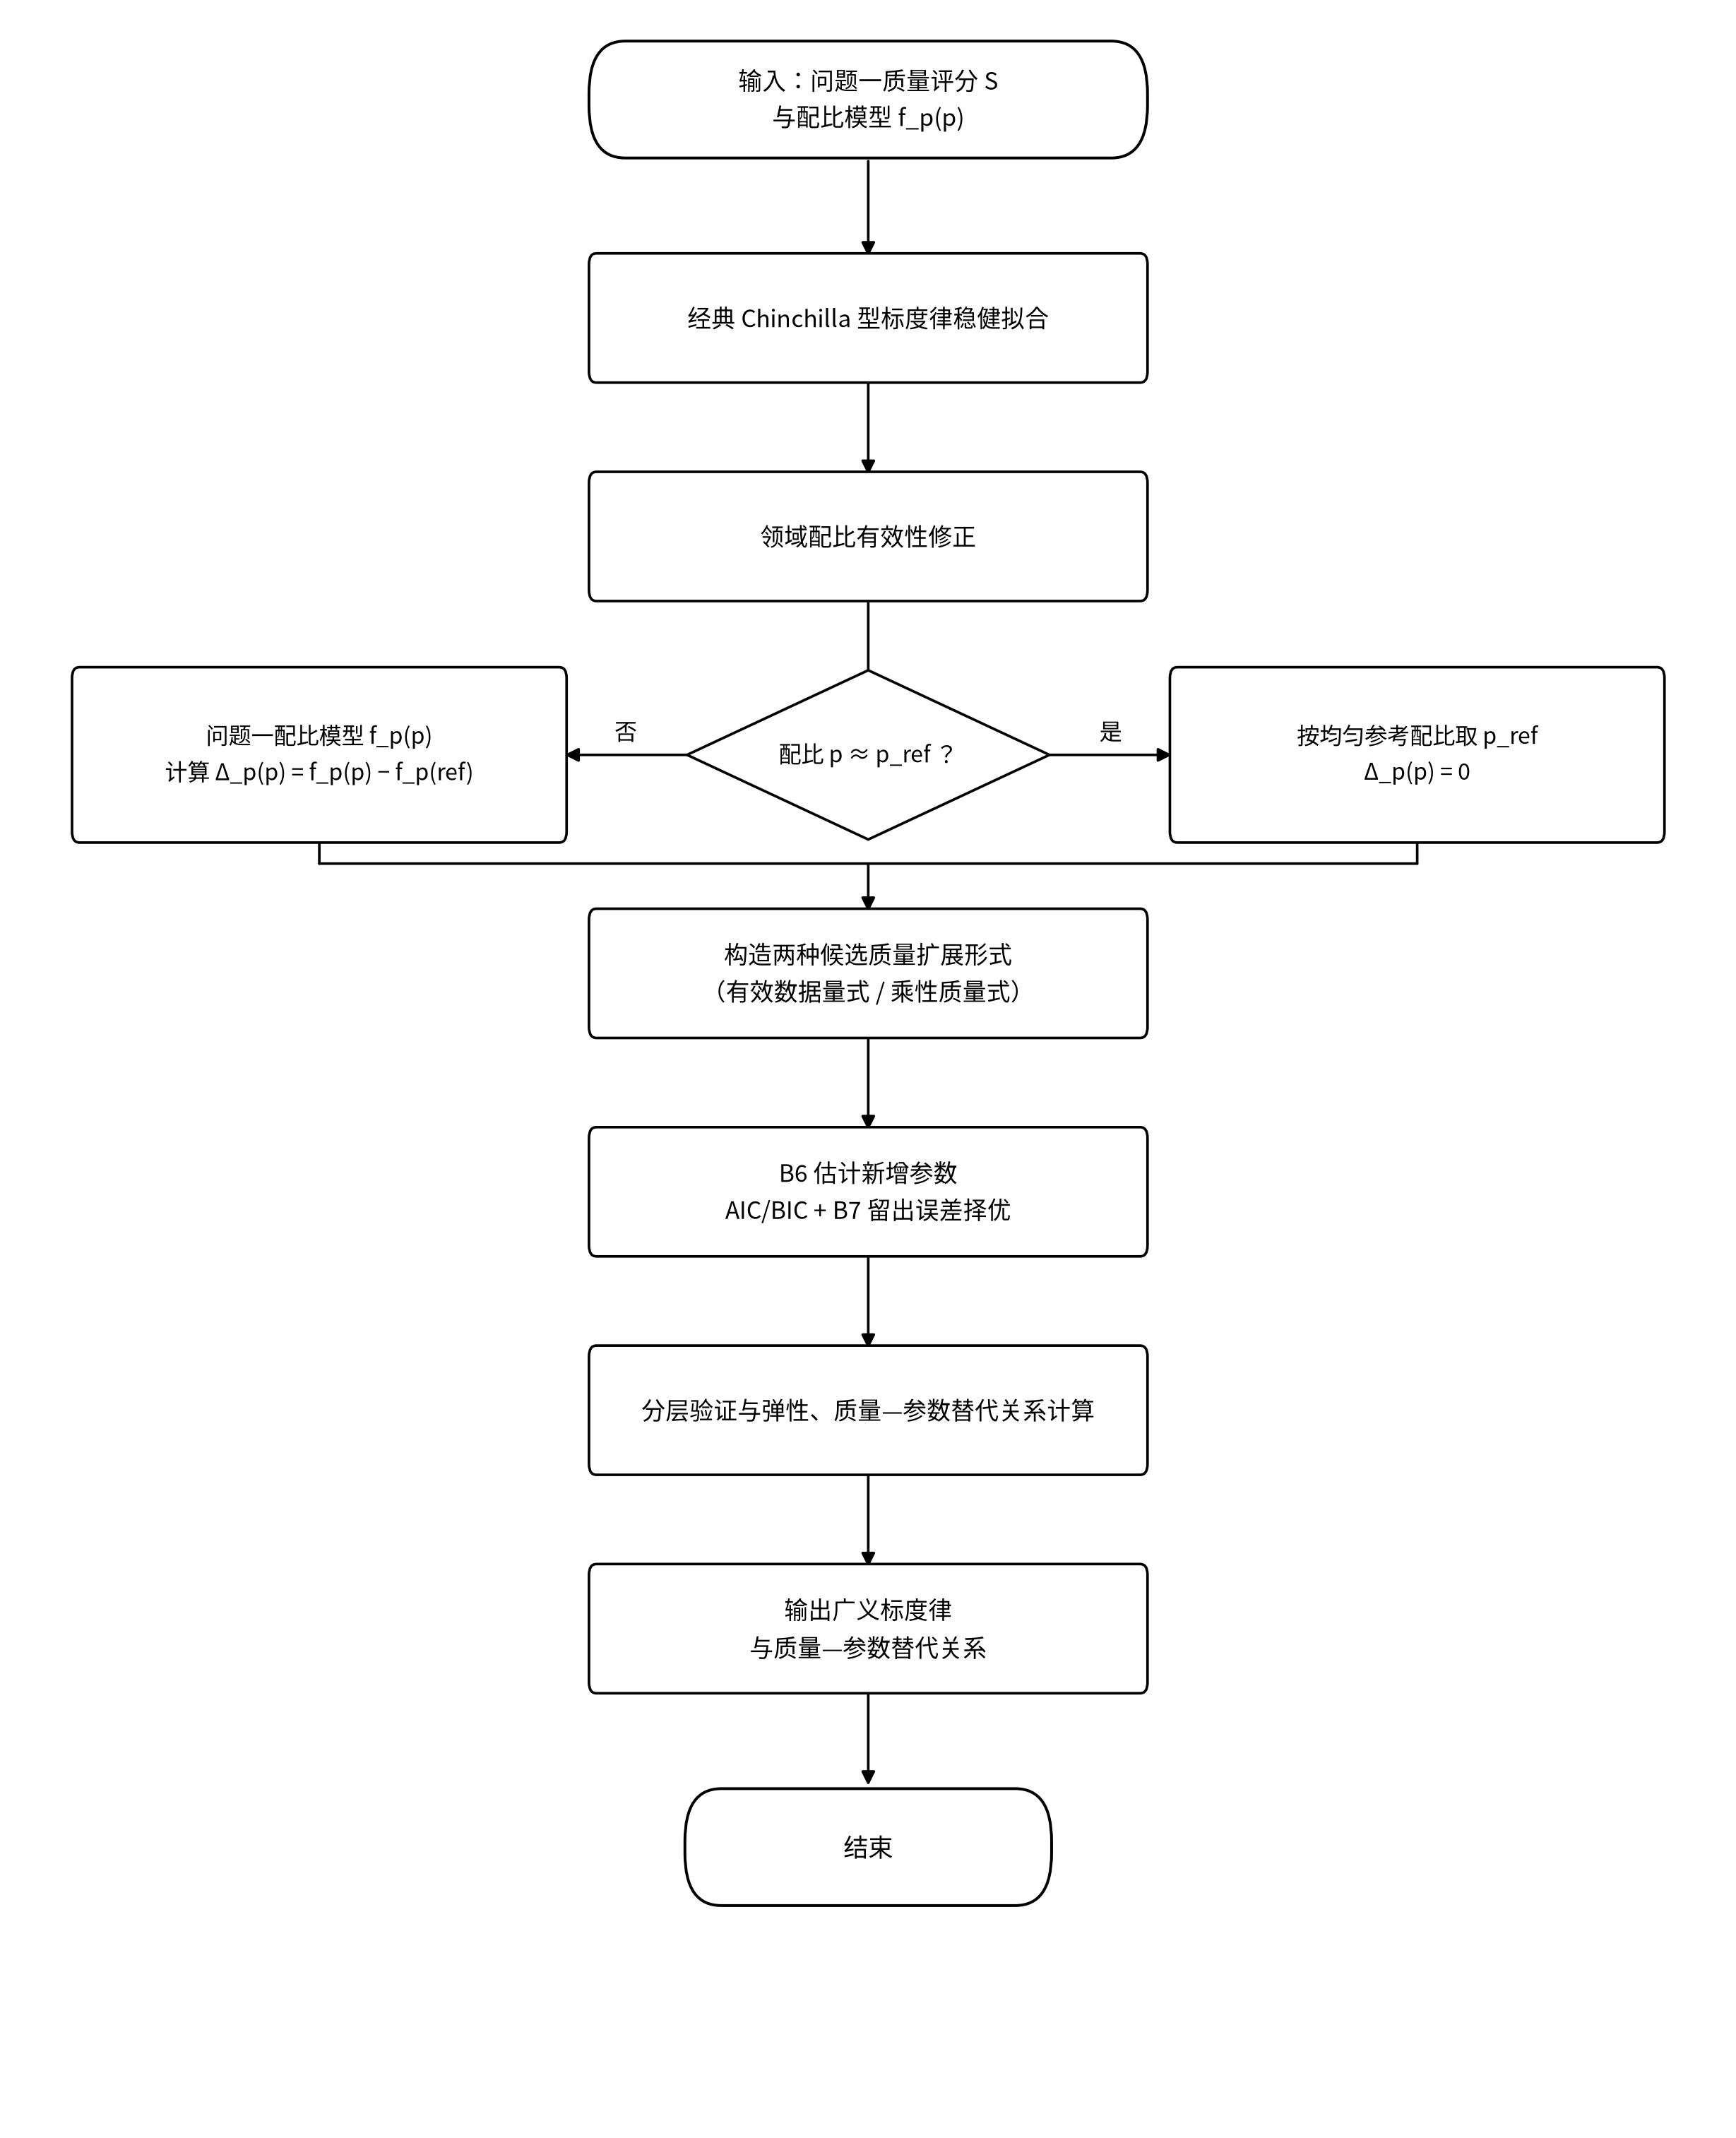 输入：问题一质量评分 S
与配比模型 f_p(p)
经典 Chinchilla 型标度律稳健拟合
领域配比有效性修正
问题一配比模型 f_p(p)
计算 Δ_p(p) = f_p(p) − f_p(ref)
否
配比 p ≈ p_ref？
是
按均匀参考配比取 p_ref
Δ_p(p) = 0
构造两种候选质量扩展形式
（有效数据量式 / 乘性质量式）
B6 估计新增参数
AIC/BIC + B7 留出误差择优
分层验证与弹性、质量—参数替代关系计算
输出广义标度律
与质量—参数替代关系
结束